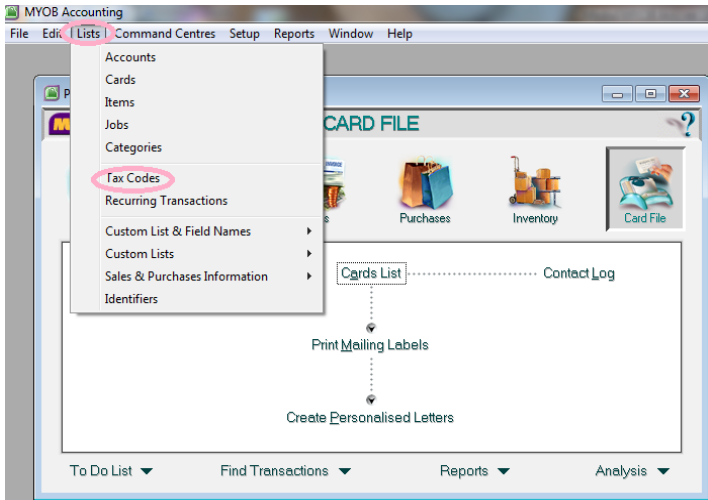 MYOB Accounting
File Edit Lists Command Centres Setup Reports Window Help
Accounts
Cards
Items
Jobs
Categories
Tax Codes
Recurring Transactions
Custom List & Field Names
Custom Lists
Sales & Purchases Information
Identifiers
P
M
CARD FILE
?
s
Purchases
Inventory
Card File
Cards List
Contact Log
Print Mailing Labels
Create Personalised Letters
To Do List
Find Transactions
Reports
Analysis